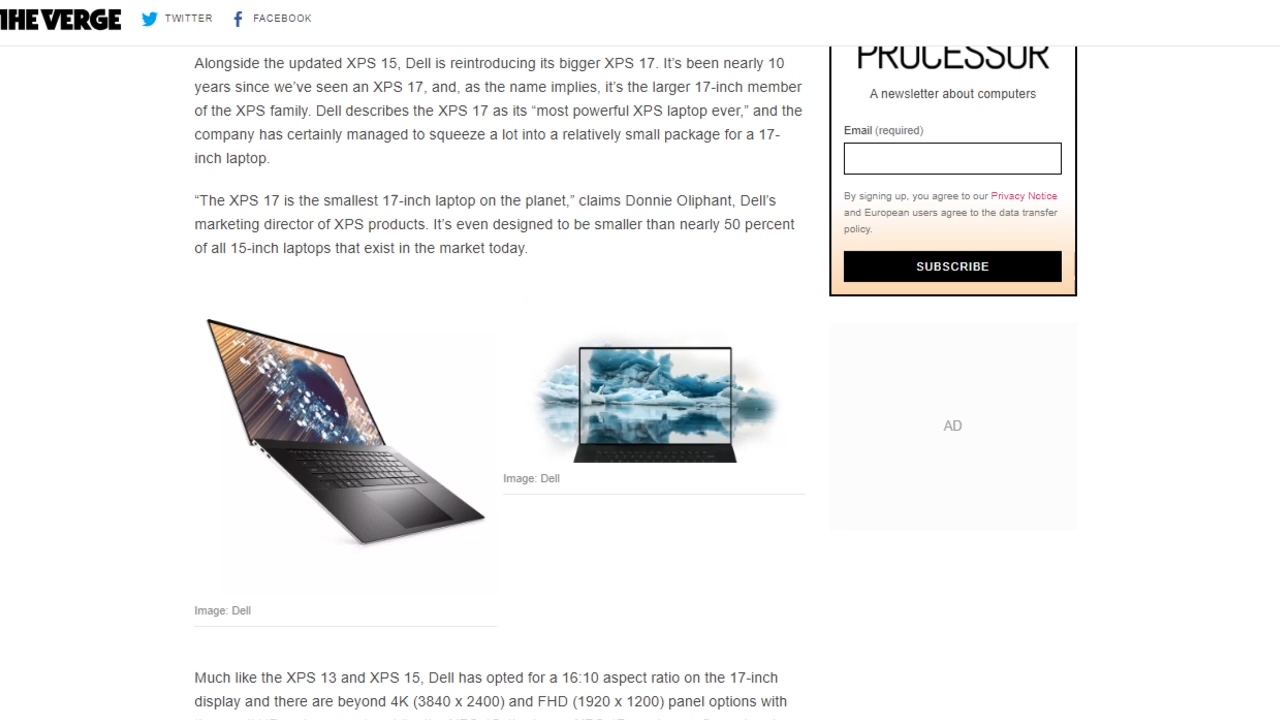 THE VERGE
TWITTER
FACEBOOK
Alongside the updated XPS 15, Dell is reintroducing its bigger XPS 17. It's been nearly 10
years since we've seen an XPS 17, and, as the name implies, it's the larger 17-inch member
of the XPS family. Dell describes the XPS 17 as its “most powerful XPS laptop ever,” and the
company has certainly managed to squeeze a lot into a relatively small package for a 17-
inch laptop.
“The XPS 17 is the smallest 17-inch laptop on the planet,” claims Donnie Oliphant, Dell's
marketing director of XPS products. It's even designed to be smaller than nearly 50 percent
of all 15-inch laptops that exist in the market today.
Image: Dell
Image: Dell
Much like the XPS 13 and XPS 15, Dell has opted for a 16:10 aspect ratio on the 17-inch
display and there are beyond 4K (3840 x 2400) and FHD (1920 x 1200) panel options with
PROCESSOR
A newsletter about computers
Email (required)
By signing up, you agree to our Privacy Notice
and European users agree to the data transfer
policy.
SUBSCRIBE
AD